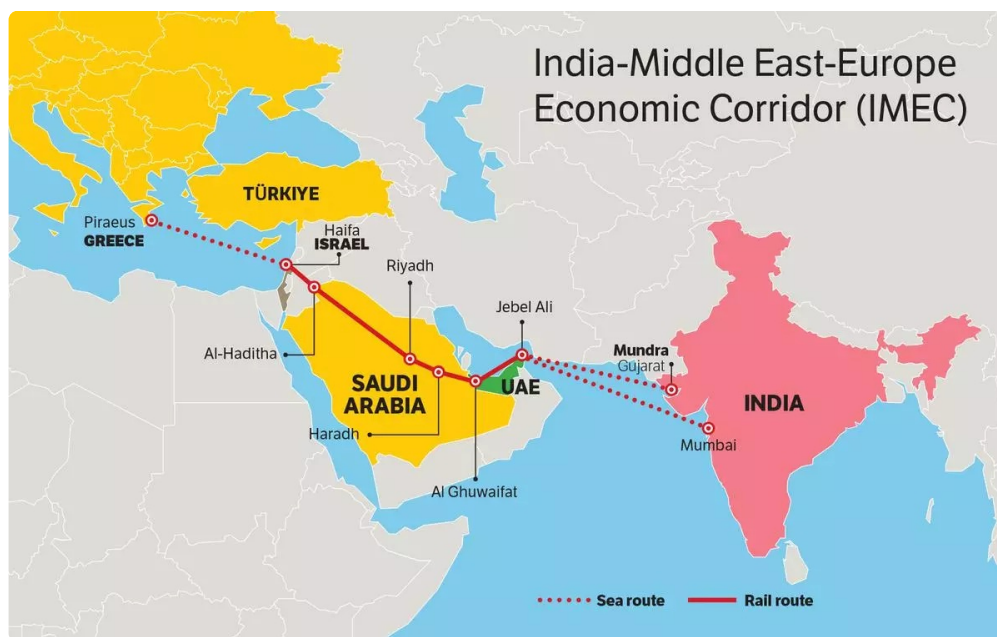 India-Middle East-Europe
Economic Corridor (IMEC)
TÜRKIYE
Piraeus
GREECE
Haifa
ISRAEL
Riyadh
Jebel Ali
Al-Haditha
Mundra
Gujarat
SAUDI
ARABIA
UAE
INDIA
Haradh
Mumbai
Al Ghuwaifat
Sea route
Rail route